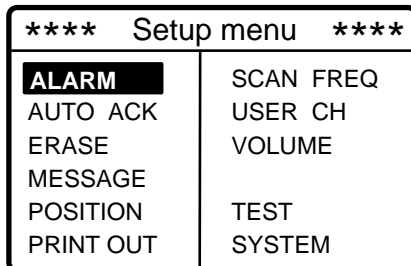 **** Setup menu ****
ALARM
AUTO ACK
ERASE
MESSAGE
POSITION
PRINT OUT
SCAN FREQ
USER CH
VOLUME
TEST
SYSTEM